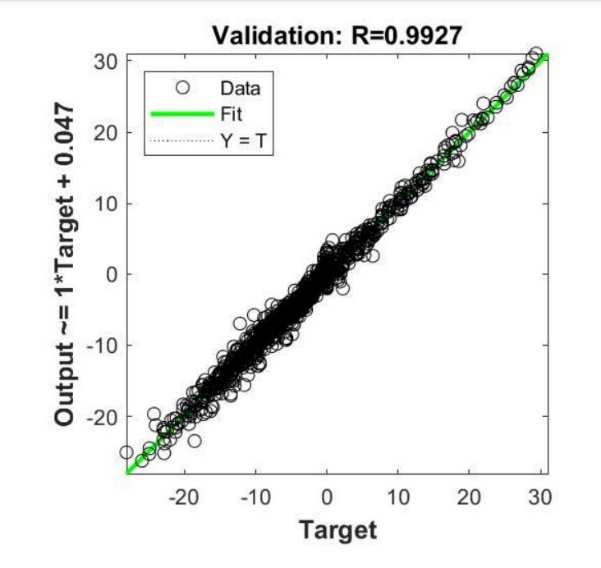 Validation: R=0.9927
Output ~= 1*Target + 0.047
30
20
10
0
-10
-20
Data
Fit
Y = T
-20 -10 0 10 20 30
Target